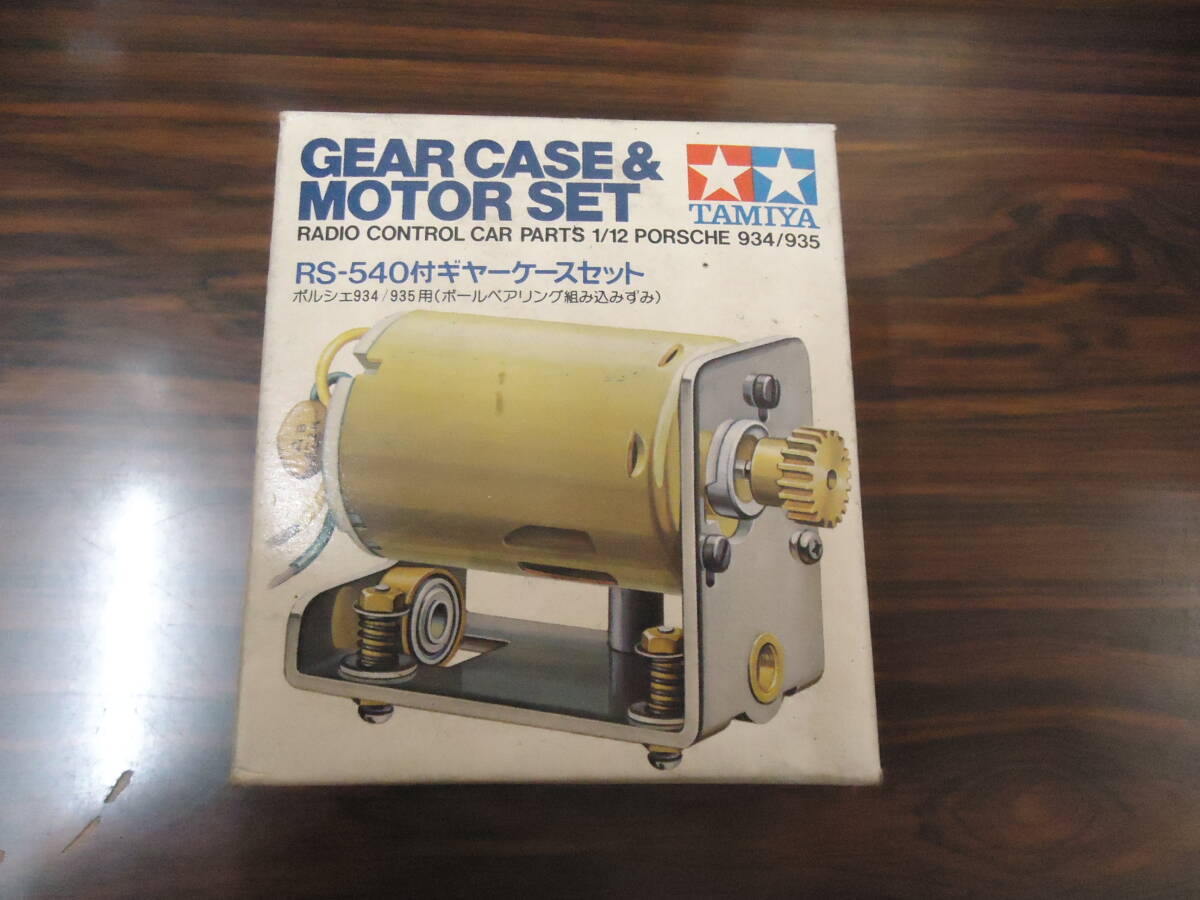 GEAR CASE &
MOTOR SET
TAMIYA
RADIO CONTROL CAR PARTS 1/12 PORSCHE 934/935
RS-540付ギヤーケースセット
ポルシェ934/935用(ボールベアリング組み込みずみ)